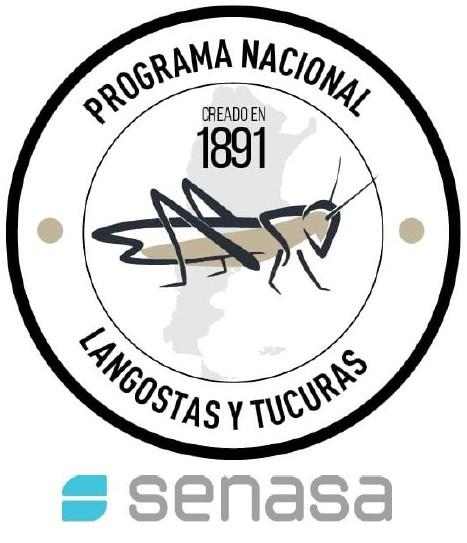 PROGRAMA NACIONAL
CREADO EN
1891
LANGOSTAS Y TUCURAS
senasa